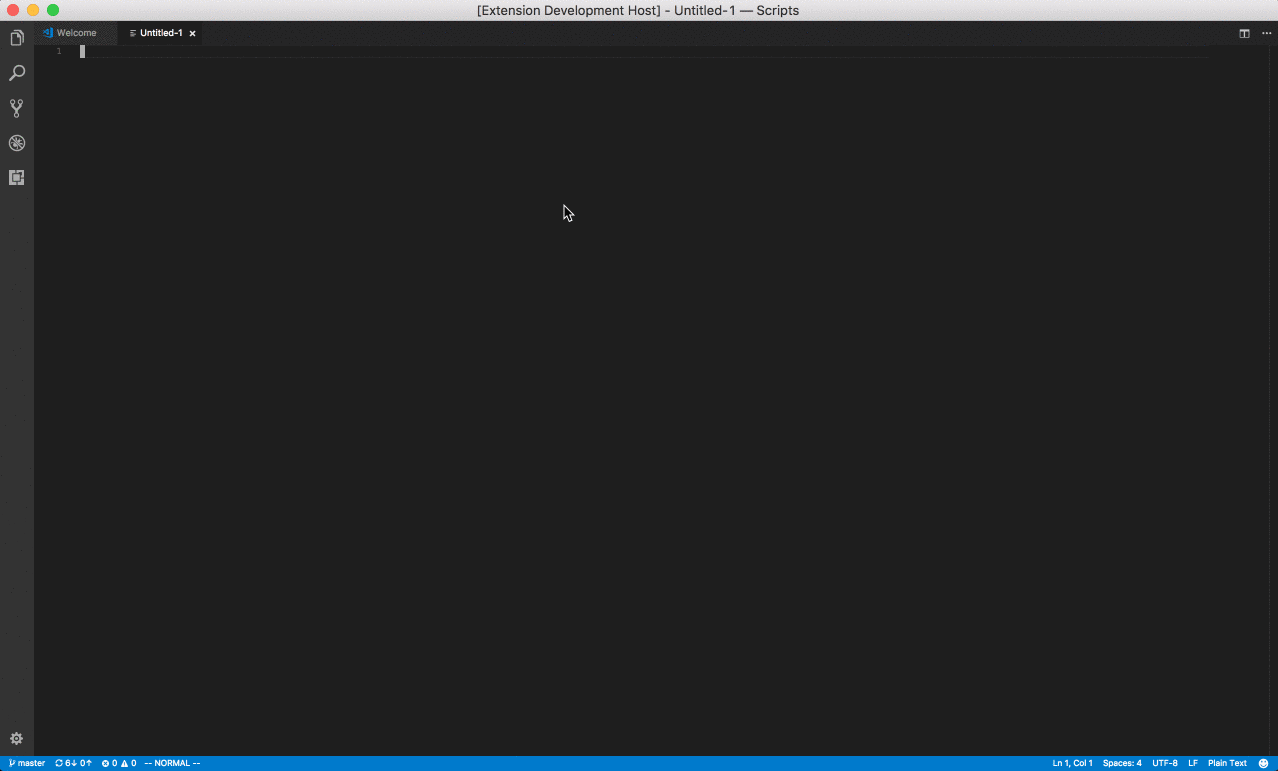 [Extension Development Host] - Untitled-1 — Scripts
Welcome
Untitled-1
1
master 6↓ 0↑ 0 0 -- NORMAL -- Ln 1, Col 1 Spaces: 4 UTF-8 LF Plain Text